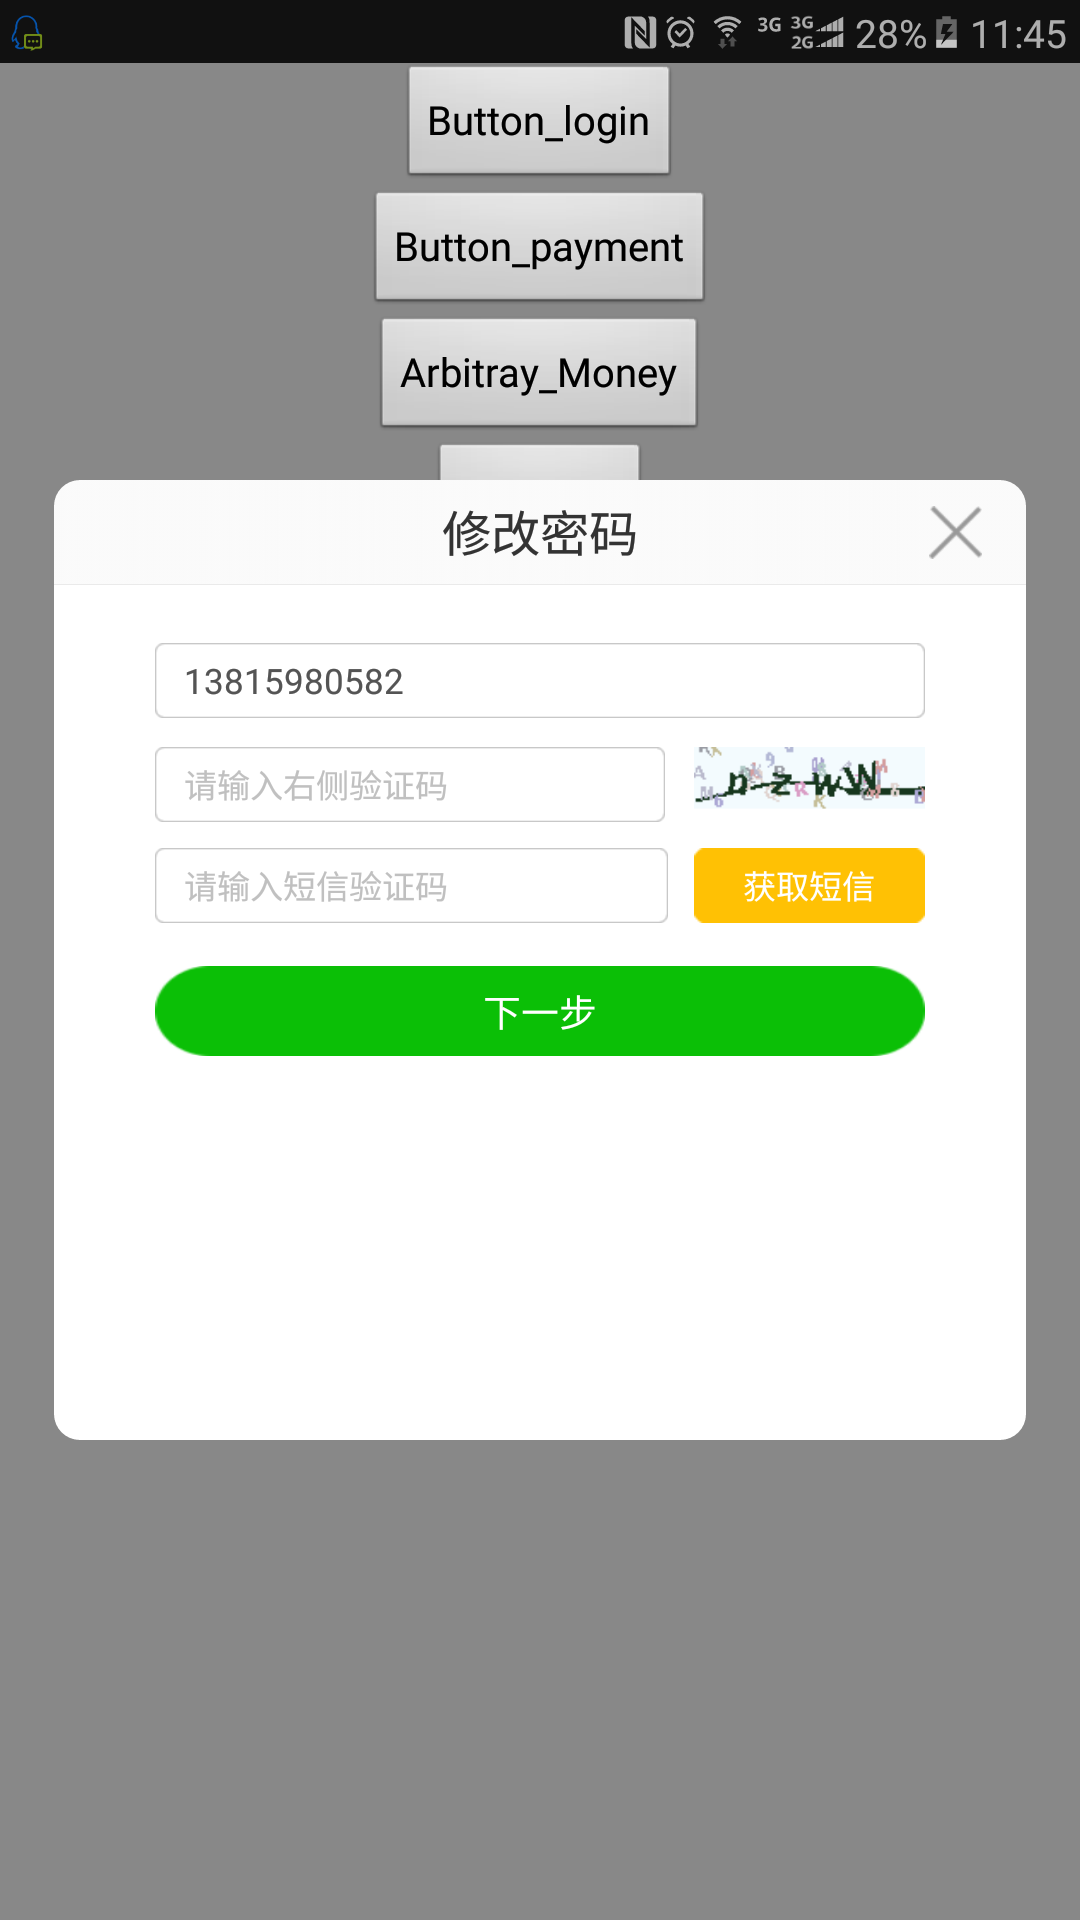 3G 3G 2G 28% 11:45
Button_login
Button_payment
Arbitray_Money
修改密码
13815980582
请输入右侧验证码
请输入短信验证码 获取短信
下一步